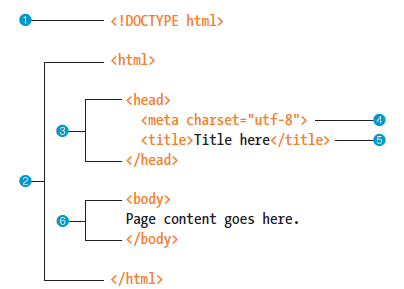 1 <!DOCTYPE html>
<html>
3 <head>
<meta charset="utf-8"> 4
<title>Title here</title> 5
</head>
2
<body>
6 Page content goes here.
</body>
</html>